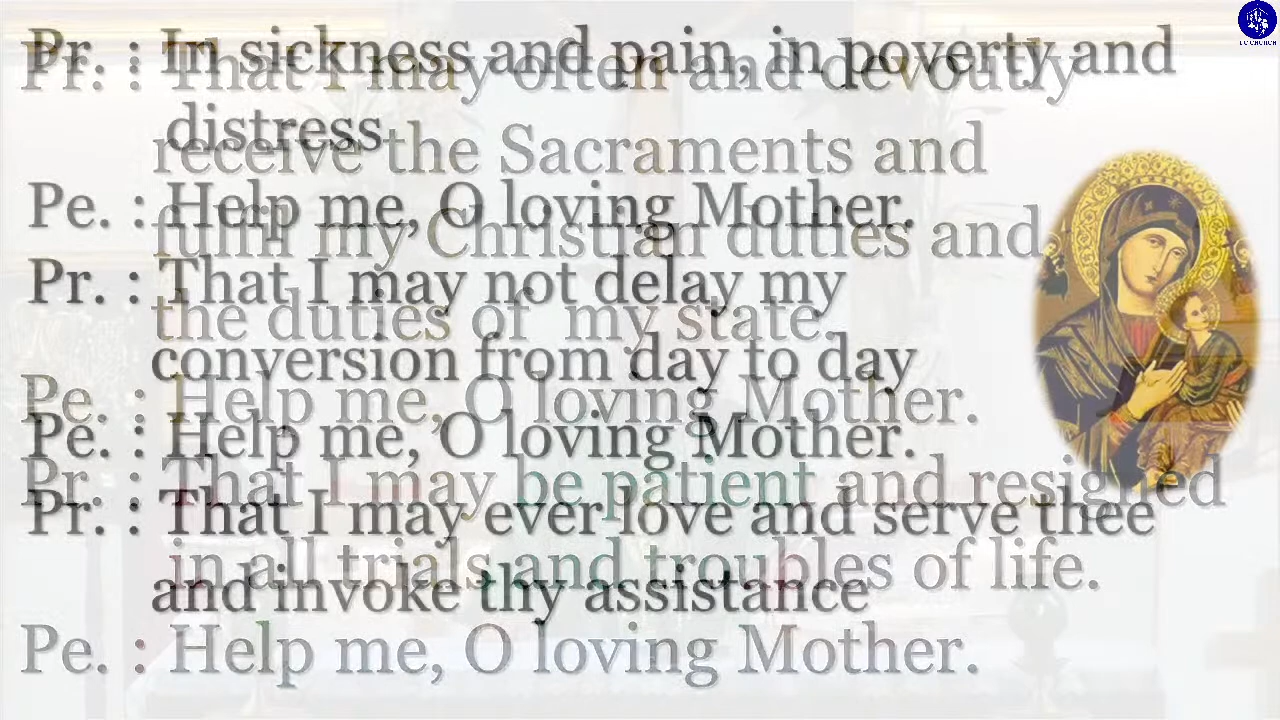 Pr. : In sickness and pain, in poverty and
distress
Pe. : Help me, O loving Mother.
Pr. : That I may not delay my
conversion from day to day
Pe. : Help me, O loving Mother.
Pr. : That I may ever love and serve thee
and invoke thy assistance
Pr. : That I may often and devoutly
receive the Sacraments and
fulfil my Christian duties and
the duties of my state.
Pe. : Help me, O loving Mother.
Pr. : That I may be patient and resigned
in all trials and troubles of life.
Pe. : Help me, O loving Mother.